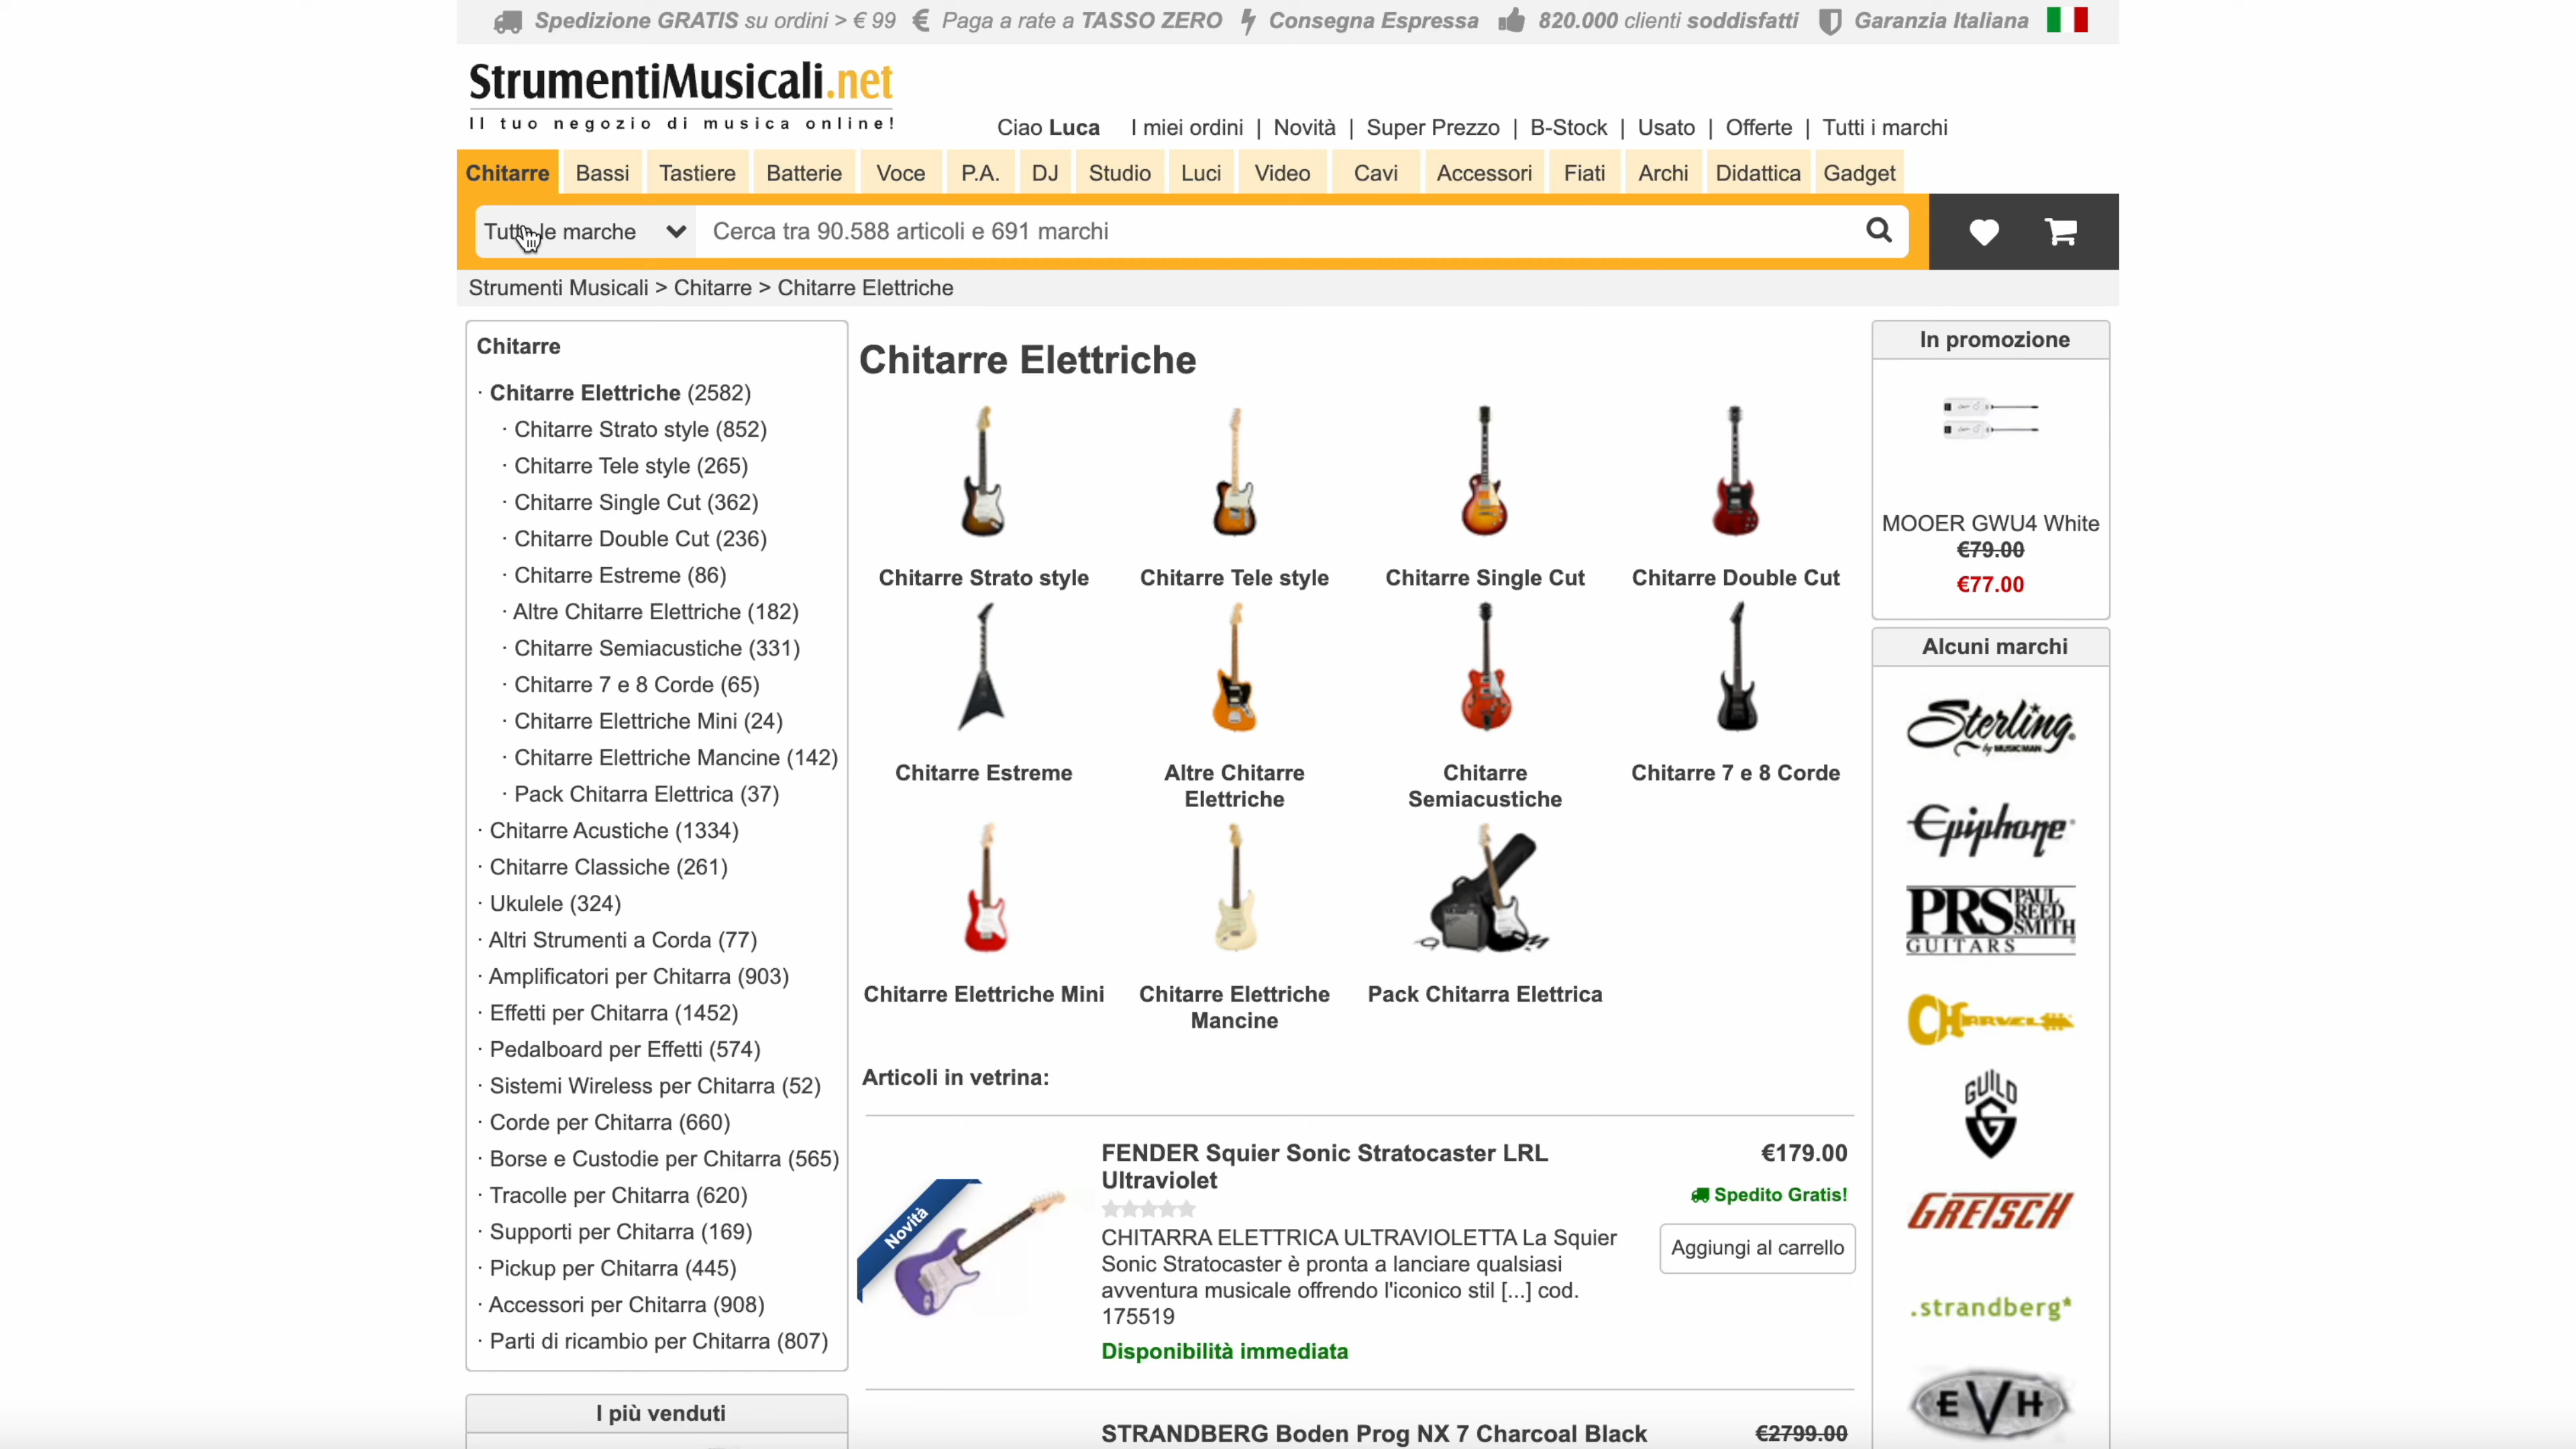 Spedizione GRATIS su ordini > € 99 € Paga a rate a TASSO ZERO Consegna Espressa 820.000 clienti soddisfatti Garanzia Italiana
StrumentiMusicali.net
Il tuo negozio di musica online!
Ciao Luca I miei ordini | Novità | Super Prezzo | B-Stock | Usato | Offerte | Tutti i marchi
Chitarre Bassi Tastiere Batterie Voce P.A. DJ Studio Luci Video Cavi Accessori Fiati Archi Didattica Gadget
Tutte le marche Cerca tra 90.588 articoli e 691 marchi
Strumenti Musicali > Chitarre > Chitarre Elettriche
Chitarre
· Chitarre Elettriche (2582)
· Chitarre Strato style (852)
· Chitarre Tele style (265)
· Chitarre Single Cut (362)
· Chitarre Double Cut (236)
· Chitarre Estreme (86)
· Altre Chitarre Elettriche (182)
· Chitarre Semiacustiche (331)
· Chitarre 7 e 8 Corde (65)
· Chitarre Elettriche Mini (24)
· Chitarre Elettriche Mancine (142)
· Pack Chitarra Elettrica (37)
· Chitarre Acustiche (1334)
· Chitarre Classiche (261)
· Ukulele (324)
· Altri Strumenti a Corda (77)
· Amplificatori per Chitarra (903)
· Effetti per Chitarra (1452)
· Pedalboard per Effetti (574)
· Sistemi Wireless per Chitarra (52)
· Corde per Chitarra (660)
· Borse e Custodie per Chitarra (565)
· Tracolle per Chitarra (620)
· Supporti per Chitarra (169)
· Pickup per Chitarra (445)
· Accessori per Chitarra (908)
· Parti di ricambio per Chitarra (807)
I più venduti
Chitarre Elettriche
Chitarre Strato style Chitarre Tele style Chitarre Single Cut Chitarre Double Cut
Chitarre Estreme Altre Chitarre Chitarre Chitarre 7 e 8 Corde
Elettriche Semiacustiche
Chitarre Elettriche Mini Chitarre Elettriche Pack Chitarra Elettrica
Mancine
Articoli in vetrina:
Novità
FENDER Squier Sonic Stratocaster LRL
Ultraviolet
CHITARRA ELETTRICA ULTRAVIOLETTA La Squier
Sonic Stratocaster è pronta a lanciare qualsiasi
avventura musicale offrendo l'iconico stil [...] cod.
175519
Disponibilità immediata
€179.00
Spedito Gratis!
Aggiungi al carrello
STRANDBERG Boden Prog NX 7 Charcoal Black
€2799.00
In promozione
MOOER GWU4 White
€79.00
€77.00
Alcuni marchi
Sterling
by MUSIC MAN
Epiphone
PRS PAUL REED SMITH
GUITARS
CHARVEL
GUILD
G
GRETSCH
.strandberg*
EVH